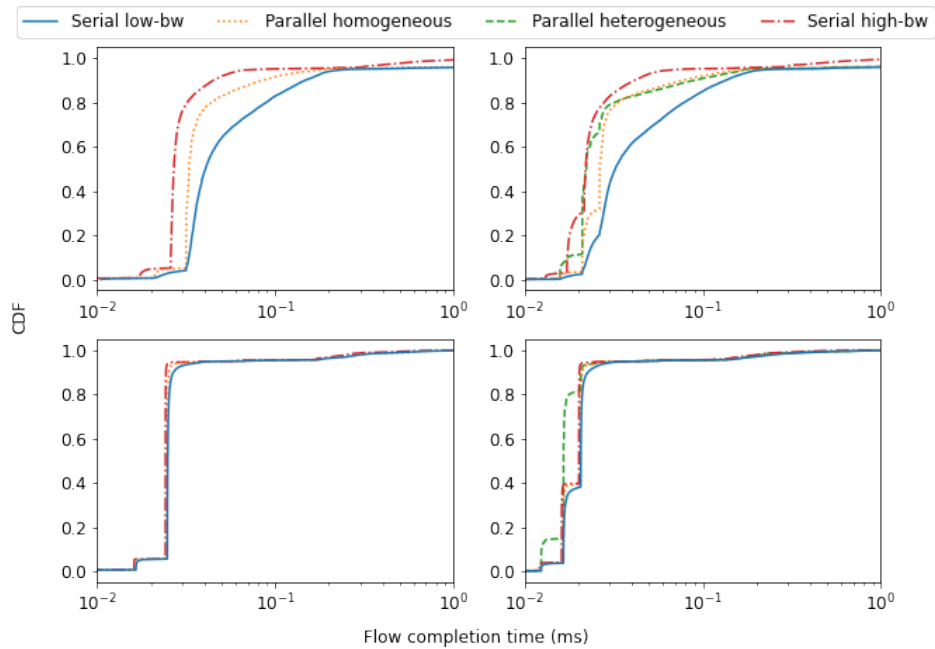 Serial low-bw Parallel homogeneous Parallel heterogeneous Serial high-bw
1.0 1.0
0.8 0.8
0.6 0.6
0.4 0.4
0.2 0.2
0.0 0.0
10⁻² 10⁻¹ 10⁰ 10⁻² 10⁻¹ 10⁰
CDF
1.0 1.0
0.8 0.8
0.6 0.6
0.4 0.4
0.2 0.2
0.0 0.0
10⁻² 10⁻¹ 10⁰ 10⁻² 10⁻¹ 10⁰
Flow completion time (ms)